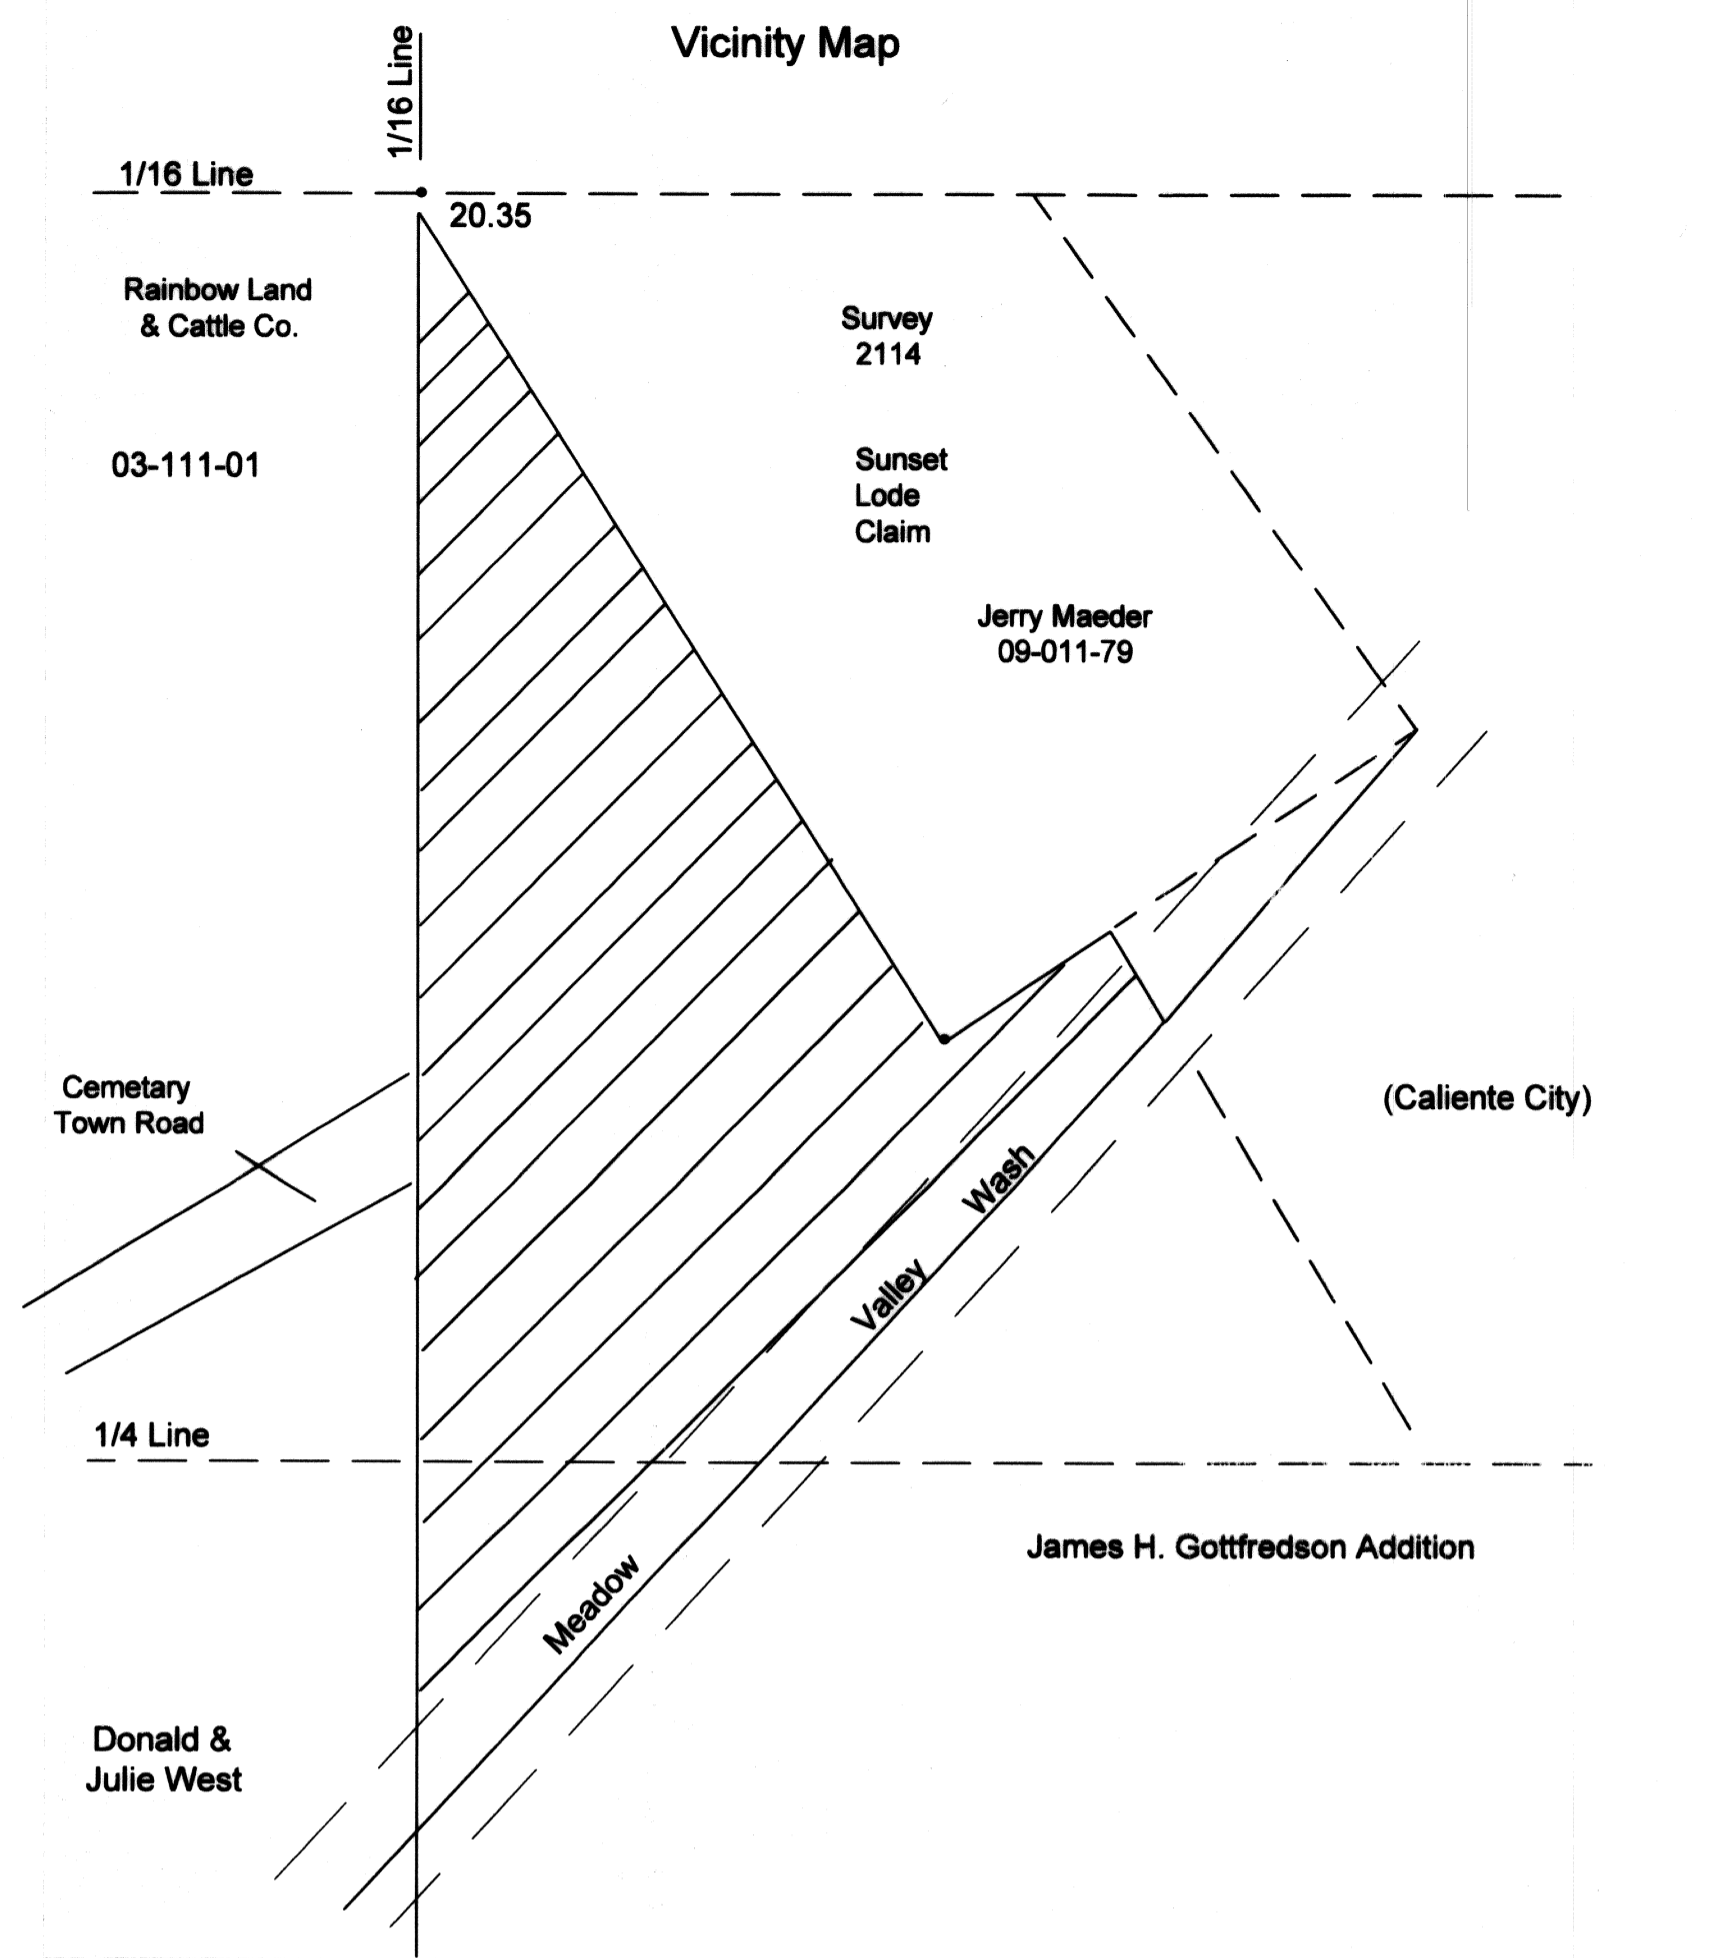 Vicinity Map
1/16 Line
1/16 Line
20.35
Rainbow Land
& Cattle Co.
03-111-01
Survey
2114
Sunset
Lode
Claim
Jerry Maeder
09-011-79
Cemetary
Town Road
(Caliente City)
Meadow Valley Wash
1/4 Line
James H. Gottfredson Addition
Donald &
Julie West